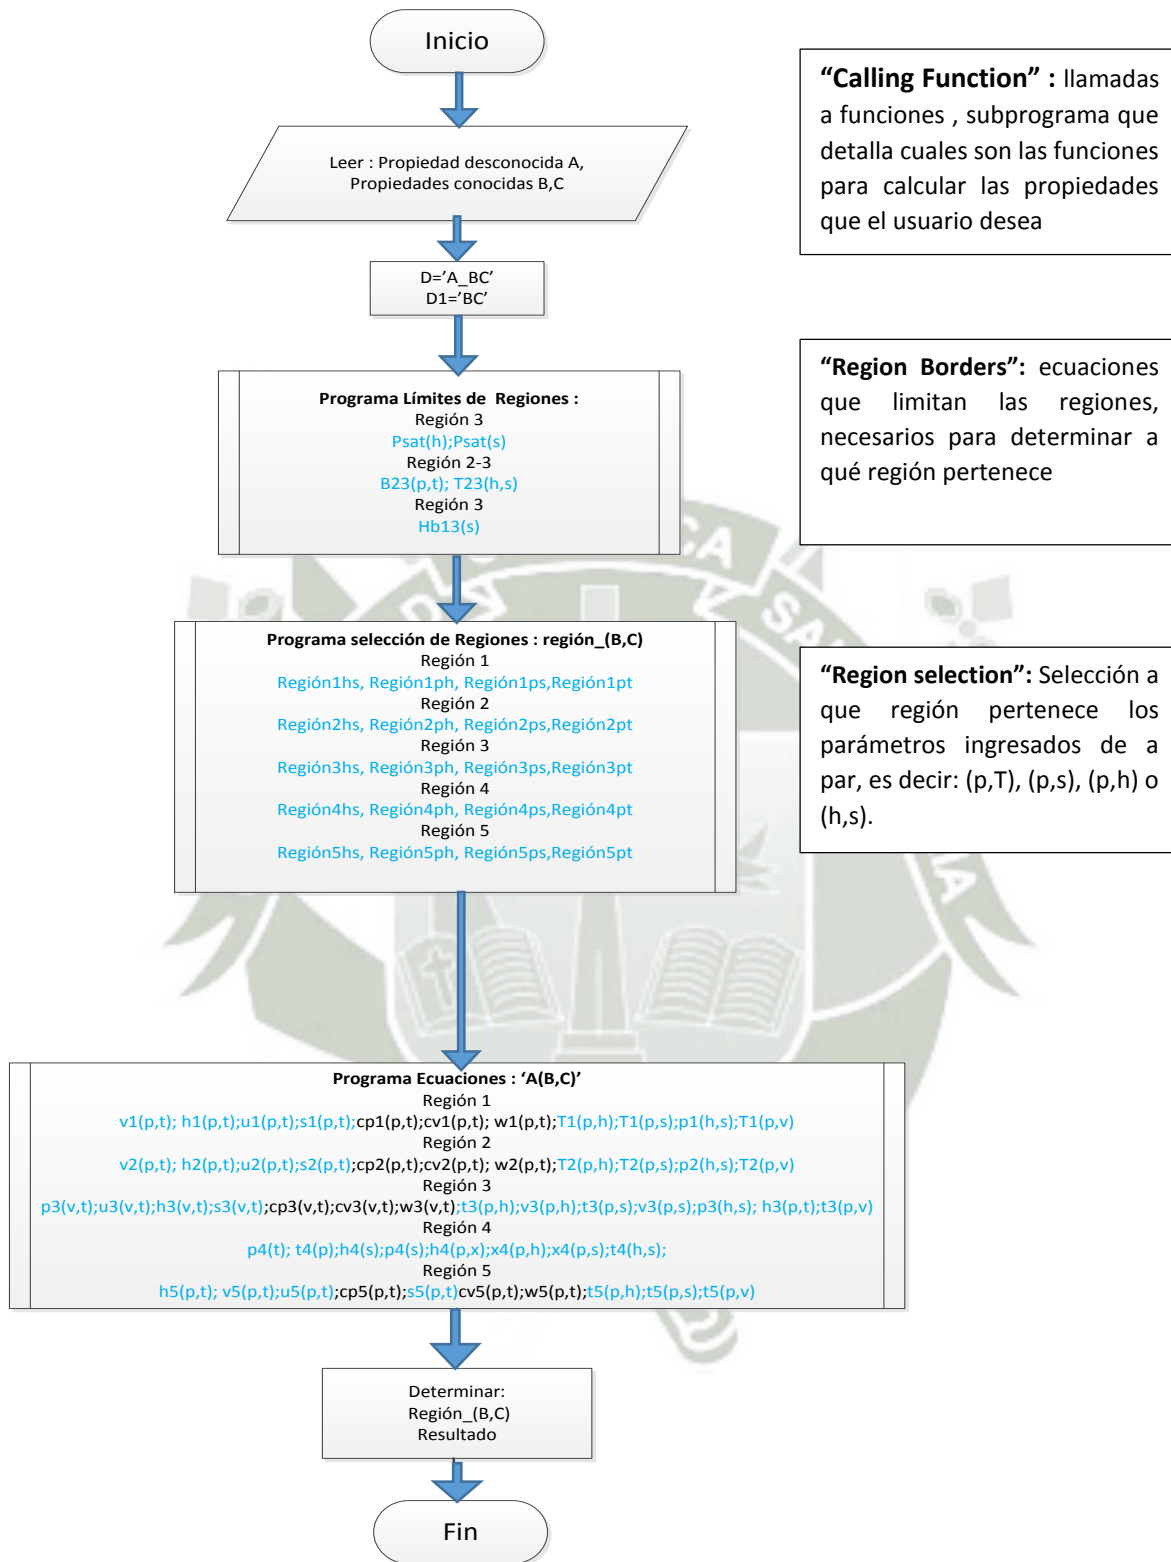 Inicio
Leer : Propiedad desconocida A,
Propiedades conocidas B,C
D=’A_BC’
D1=’BC’
Programa Límites de Regiones :
Región 3
Psat(h);Psat(s)
Región 2-3
B23(p,t); T23(h,s)
Región 3
Hb13(s)
Programa selección de Regiones : región_(B,C)
Región 1
Región1hs, Región1ph, Región1ps,Región1pt
Región 2
Región2hs, Región2ph, Región2ps,Región2pt
Región 3
Región3hs, Región3ph, Región3ps,Región3pt
Región 4
Región4hs, Región4ph, Región4ps,Región4pt
Región 5
Región5hs, Región5ph, Región5ps,Región5pt
Programa Ecuaciones : ‘A(B,C)’
Región 1
v1(p,t); h1(p,t);u1(p,t);s1(p,t);cp1(p,t);cv1(p,t); w1(p,t);T1(p,h);T1(p,s);p1(h,s);T1(p,v)
Región 2
v2(p,t); h2(p,t);u2(p,t);s2(p,t);cp2(p,t);cv2(p,t); w2(p,t);T2(p,h);T2(p,s);p2(h,s);T2(p,v)
Región 3
p3(v,t);u3(v,t);h3(v,t);s3(v,t);cp3(v,t);cv3(v,t);w3(v,t);t3(p,h);v3(p,h);t3(p,s);v3(p,s);p3(h,s); h3(p,t);t3(p,v)
Región 4
p4(t); t4(p);h4(s);p4(s);h4(p,x);x4(p,h);x4(p,s);t4(h,s);
Región 5
h5(p,t); v5(p,t);u5(p,t);cp5(p,t);s5(p,t)cv5(p,t);w5(p,t);t5(p,h);t5(p,s);t5(p,v)
Determinar:
Región_(B,C)
Resultado
Fin
“Calling Function” : llamadas
a funciones , subprograma que
detalla cuales son las funciones
para calcular las propiedades
que el usuario desea
“Region Borders”: ecuaciones
que limitan las regiones,
necesarios para determinar a
qué región pertenece
“Region selection”: Selección a
que región pertenece los
parámetros ingresados de a
par, es decir: (p,T), (p,s), (p,h) o
(h,s).